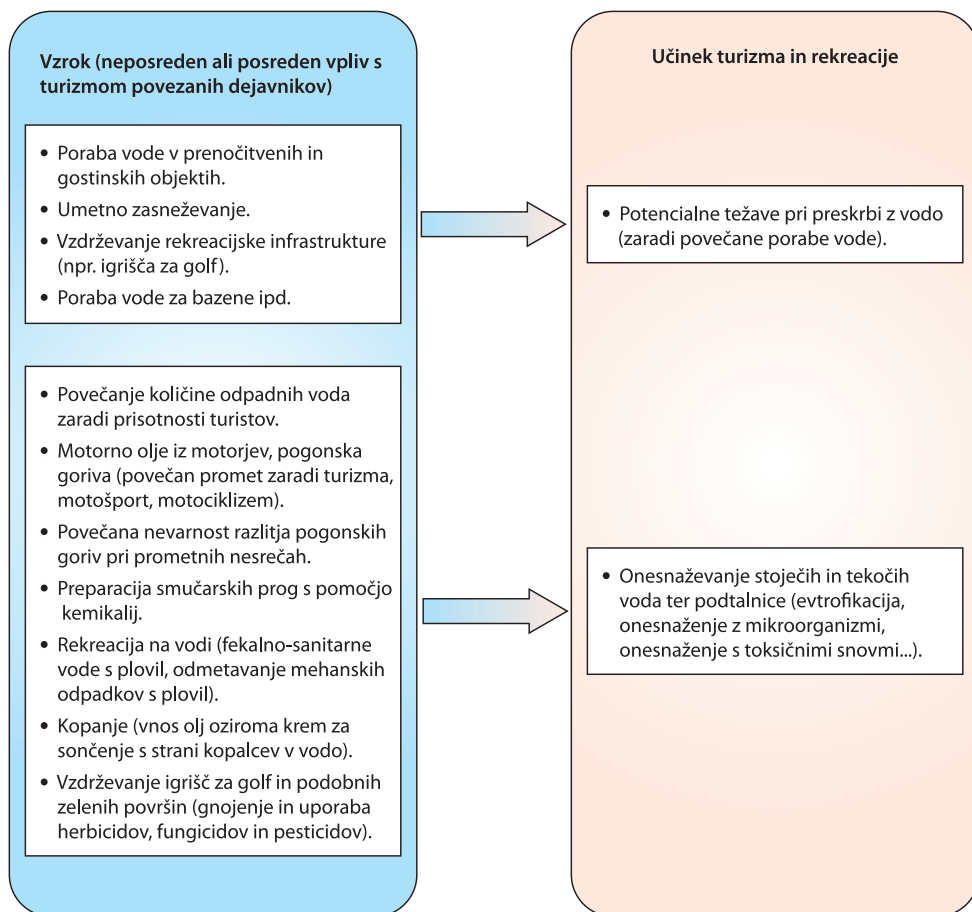 Vzrok (neposreden ali posreden vpliv s
turizmom povezanih dejavnikov)
• Poraba vode v prenočitvenih in
gostinskih objektih.
• Umetno zasneževanje.
• Vzdrževanje rekreacijske infrastrukture
(npr. igrišča za golf).
• Poraba vode za bazene ipd.
• Povečanje količine odpadnih voda
zaradi prisotnosti turistov.
• Motorno olje iz motorjev, pogonska
goriva (povečan promet zaradi turizma,
motošport, motociklizem).
• Povečana nevarnost razlitja pogonskih
goriv pri prometnih nesrečah.
• Preparacija smučarskih prog s pomočjo
kemikalij.
• Rekreacija na vodi (fekalno-sanitarne
vode s plovil, odmetavanje mehanskih
odpadkov s plovil).
• Kopanje (vnos olj oziroma krem za
sončenje s strani kopalcev v vodo).
• Vzdrževanje igrišč za golf in podobnih
zelenih površin (gnojenje in uporaba
herbicidov, fungicidov in pesticidov).
Učinek turizma in rekreacije
• Potencialne težave pri preskrbi z vodo
(zaradi povečane porabe vode).
• Onesnaževanje stoječih in tekočih
voda ter podtalnice (evtrofikacija,
onesnaženje z mikroorganizmi,
onesnaženje s toksičnimi snovmi...).